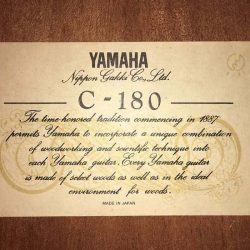 YAMAHA
Nippon Gakki Co., Ltd.
C-180
The time-honored tradition commencing in 1887
permits Yamaha to incorporate a unique combination
of woodworking and scientific technique into
each Yamaha guitar. Every Yamaha guitar
is made of select woods as well as in the ideal
environment for woods.
MADE IN JAPAN